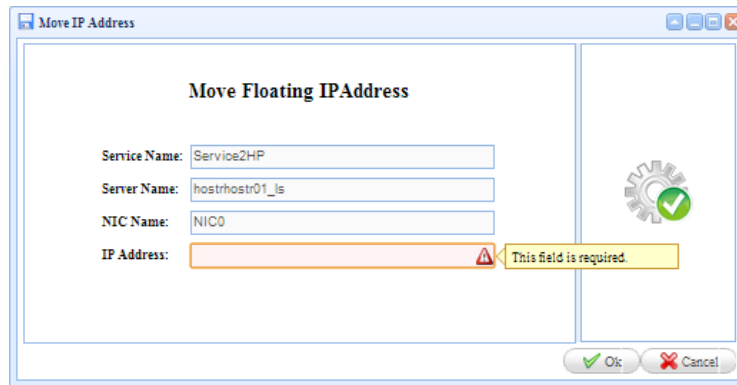 Move IP Address
Move Floating IPAddress
Service Name: Service2HP
Server Name: hostrhostr01_ls
NIC Name: NIC0
IP Address:
This field is required.
Ok Cancel